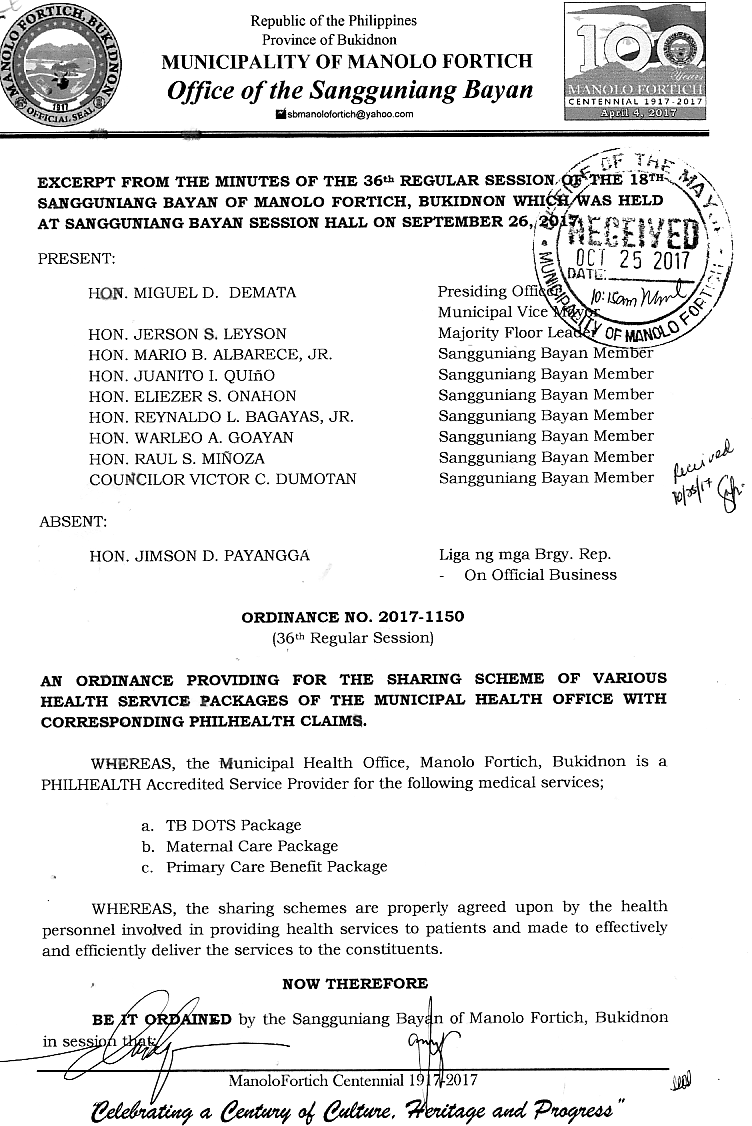 Republic of the Philippines
Province of Bukidnon
MUNICIPALITY OF MANOLO FORTICH
Office of the Sangguniang Bayan
sbmanolofortich@yahoo.com
MANOLO FORTICH, BUKIDNON
1917
OFFICIAL SEAL
100
Years
MANOLO FORTICH
CENTENNIAL 1917-2017
April 4, 2017
EXCERPT FROM THE MINUTES OF THE 36th REGULAR SESSION OF THE 18TH
SANGGUNIANG BAYAN OF MANOLO FORTICH, BUKIDNON WHICH WAS HELD
AT SANGGUNIANG BAYAN SESSION HALL ON SEPTEMBER 26, 2017
OFFICE OF THE MAYOR
RECEIVED
OCT 25 2017
DATE:
10:15am
MUNICIPALITY OF MANOLO FORTICH
PRESENT:
HON. MIGUEL D. DEMATA Presiding Officer
Municipal Vice Mayor
HON. JERSON S. LEYSON Majority Floor Leader
HON. MARIO B. ALBARECE, JR. Sangguniang Bayan Member
HON. JUANITO I. QUIñO Sangguniang Bayan Member
HON. ELIEZER S. ONAHON Sangguniang Bayan Member
HON. REYNALDO L. BAGAYAS, JR. Sangguniang Bayan Member
HON. WARLEO A. GOAYAN Sangguniang Bayan Member
HON. RAUL S. MIÑOZA Sangguniang Bayan Member
COUNCILOR VICTOR C. DUMOTAN Sangguniang Bayan Member
Received
10/25/17
ABSENT:
HON. JIMSON D. PAYANGGA Liga ng mga Brgy. Rep.
- On Official Business
ORDINANCE NO. 2017-1150
(36th Regular Session)
AN ORDINANCE PROVIDING FOR THE SHARING SCHEME OF VARIOUS
HEALTH SERVICE PACKAGES OF THE MUNICIPAL HEALTH OFFICE WITH
CORRESPONDING PHILHEALTH CLAIMS.
WHEREAS, the Municipal Health Office, Manolo Fortich, Bukidnon is a
PHILHEALTH Accredited Service Provider for the following medical services;
a. TB DOTS Package
b. Maternal Care Package
c. Primary Care Benefit Package
WHEREAS, the sharing schemes are properly agreed upon by the health
personnel involved in providing health services to patients and made to effectively
and efficiently deliver the services to the constituents.
NOW THEREFORE
BE IT ORDAINED by the Sangguniang Bayan of Manolo Fortich, Bukidnon
in session that:
ManoloFortich Centennial 1917-2017
"Celebrating a Century of Culture, Heritage and Progress"